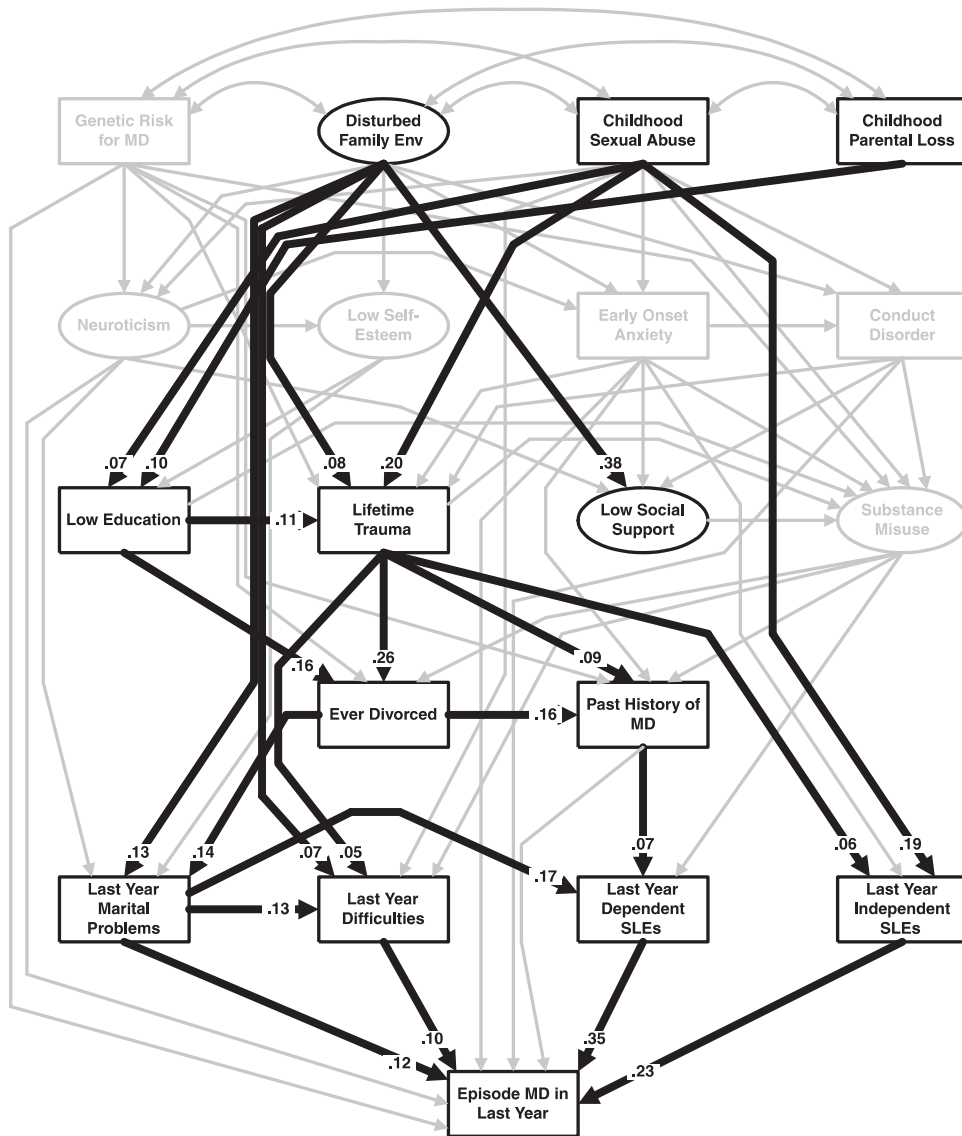 Genetic Risk
for MD
Disturbed
Family Env
Childhood
Sexual Abuse
Childhood
Parental Loss
Neuroticism
Low Self-
Esteem
Early Onset
Anxiety
Conduct
Disorder
.07
.10
.08
.20
.38
Low Education
.11
Lifetime
Trauma
Low Social
Support
Substance
Misuse
.16
.26
.09
Ever Divorced
.16
Past History of
MD
.13
.14
.07
.05
.17
.07
.06
.19
Last Year
Marital
Problems
.13
Last Year
Difficulties
Last Year
Dependent
SLEs
Last Year
Independent
SLEs
.12
.10
.35
.23
Episode MD in
Last Year